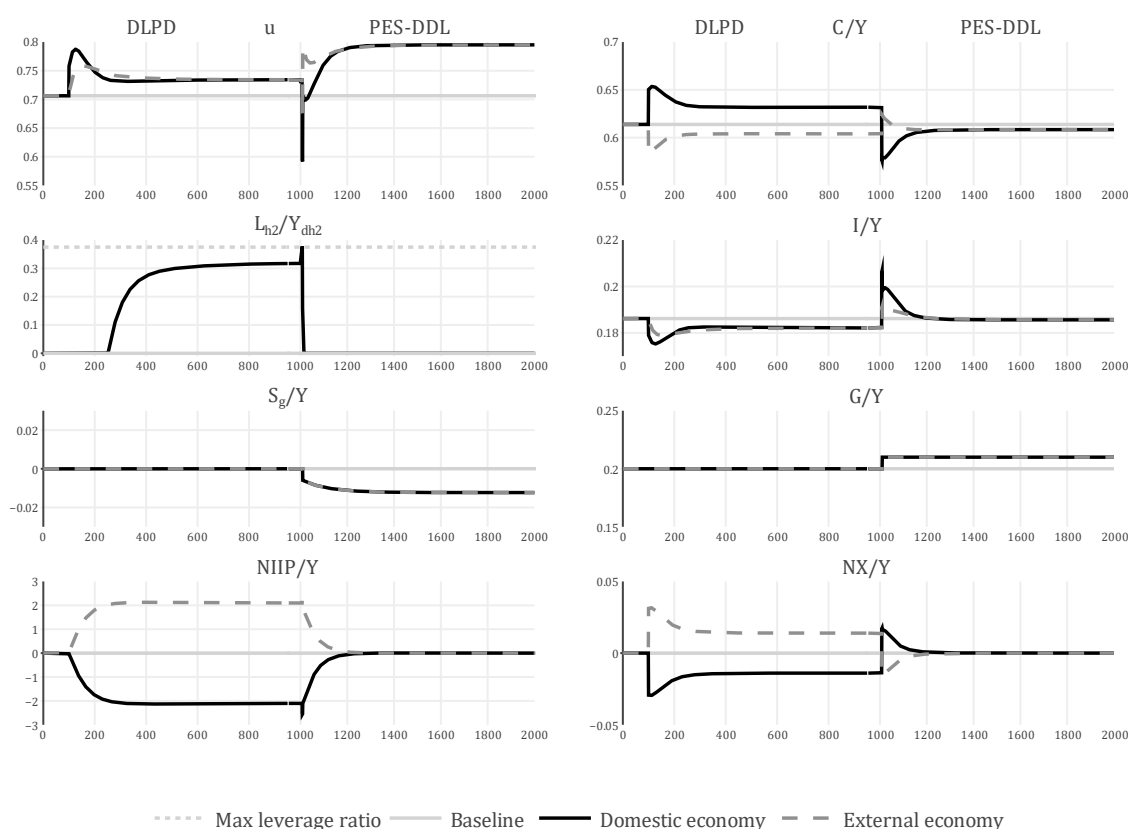 DLPD u PES-DDL
DLPD C/Y PES-DDL
0.8
0.75
0.7
0.65
0.6
0.55
0 200 400 600 800 1000 1200 1400 1600 1800 2000
0.7
0.65
0.6
0.55
0 200 400 600 800 1000 1200 1400 1600 1800 2000
Lh2/Ydh2
0.4
0.3
0.2
0.1
0
0 200 400 600 800 1000 1200 1400 1600 1800 2000
I/Y
0.22
0.2
0.18
0 200 400 600 800 1000 1200 1400 1600 1800 2000
Sg/Y
0.02
0
−0.02
0 200 400 600 800 1000 1200 1400 1600 1800 2000
G/Y
0.25
0.2
0.15
0 200 400 600 800 1000 1200 1400 1600 1800 2000
NIIP/Y
3
2
1
0
−1
−2
−3
0 200 400 600 800 1000 1200 1400 1600 1800 2000
NX/Y
0.05
0
−0.05
0 200 400 600 800 1000 1200 1400 1600 1800 2000
Max leverage ratio Baseline Domestic economy External economy